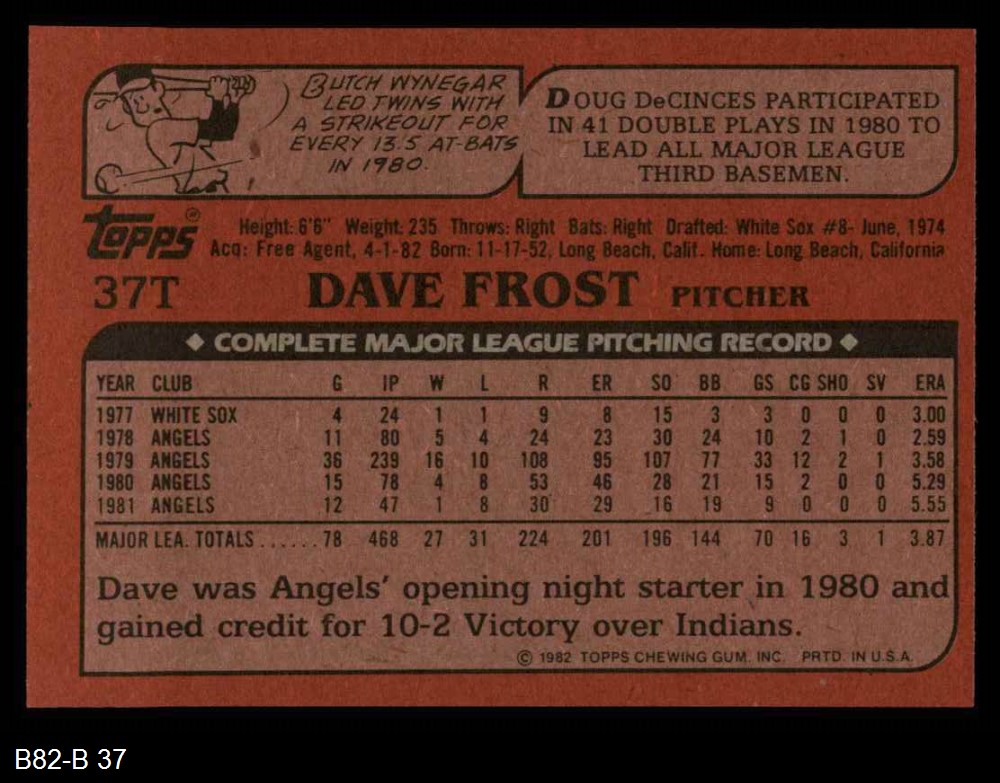 BUTCH WYNEGAR
LED TWINS WITH
A STRIKEOUT FOR
EVERY 13.5 AT-BATS
IN 1980.
DOUG DeCINCES PARTICIPATED
IN 41 DOUBLE PLAYS IN 1980 TO
LEAD ALL MAJOR LEAGUE
THIRD BASEMEN.
Topps®
Height: 6'6" Weight: 235 Throws: Right Bats: Right Drafted: White Sox #8- June, 1974
Acq: Free Agent, 4-1-82 Born: 11-17-52, Long Beach, Calif. Home: Long Beach, California
37T DAVE FROST PITCHER
◆ COMPLETE MAJOR LEAGUE PITCHING RECORD ◆
YEAR CLUB G IP W L R ER SO BB GS CG SHO SV ERA
1977 WHITE SOX 4 24 1 1 9 8 15 3 3 0 0 0 3.00
1978 ANGELS 11 80 5 4 24 23 30 24 10 2 1 0 2.59
1979 ANGELS 36 239 16 10 108 95 107 77 33 12 2 1 3.58
1980 ANGELS 15 78 4 8 53 46 28 21 15 2 0 0 5.29
1981 ANGELS 12 47 1 8 30 29 16 19 9 0 0 0 5.55
MAJOR LEA. TOTALS......78 468 27 31 224 201 196 144 70 16 3 1 3.87
Dave was Angels' opening night starter in 1980 and
gained credit for 10-2 Victory over Indians.
© 1982 TOPPS CHEWING GUM. INC. PRTD. IN U.S.A.
B82-B 37